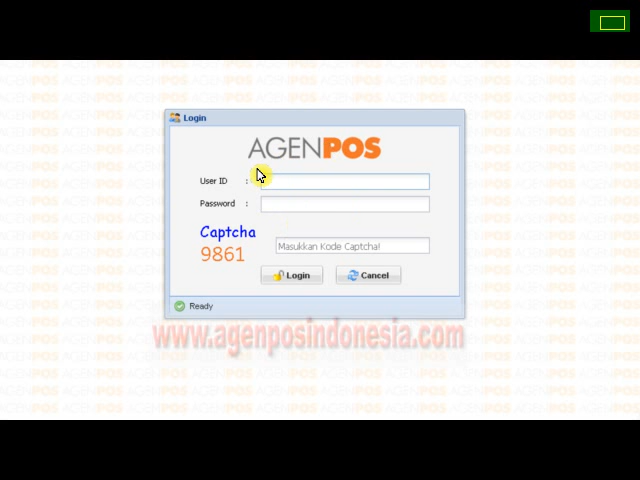 Login
AGENPOS
User ID :
Password :
Captcha
9861
Masukkan Kode Captcha!
Login Cancel
Ready
www.agenposindonesia.com